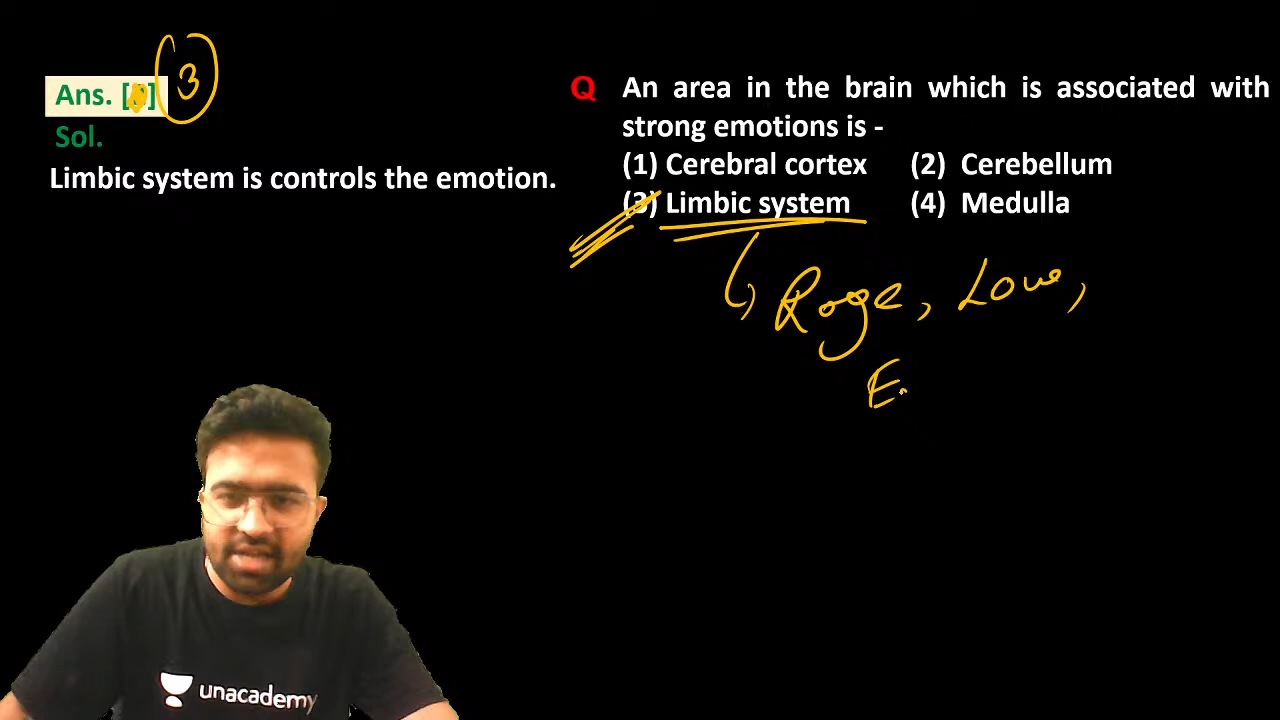 Ans. [
3
Sol.
Limbic system is controls the emotion.
Q An area in the brain which is associated with
strong emotions is -
(1) Cerebral cortex (2) Cerebellum
(3) Limbic system (4) Medulla
Rage, Love,
E
unacademy